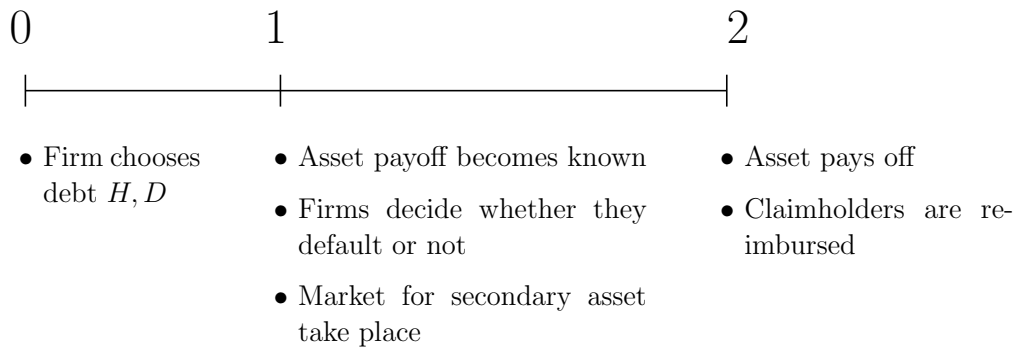 0
1
2
• Firm chooses
debt H, D
• Asset payoff becomes known
• Firms decide whether they
default or not
• Market for secondary asset
take place
• Asset pays off
• Claimholders are re-
imbursed